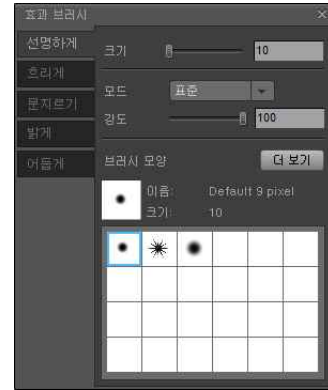 효과 브러시
선명하게
흐리게
문지르기
밝게
어둡게
크기 10
모드 표준
강도 100
브러시 모양 더 보기
이름: Default 9 pixel
크기: 10